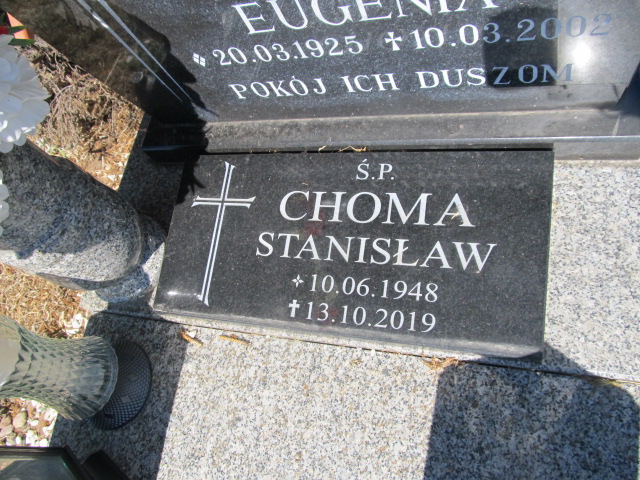 EUGENIA
* 20.03.1925 ✝ 10.03.2002
POKÓJ ICH DUSZOM
Ś.P.
CHOMA
STANISŁAW
* 10.06.1948
✝ 13.10.2019